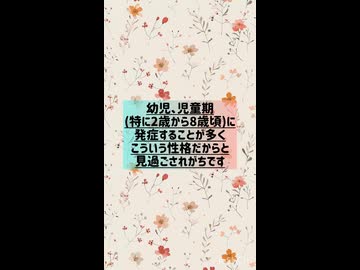 幼児､児童期
(特に2歳から8歳頃)に
発症することが多く
こういう性格だからと
見過ごされがちです